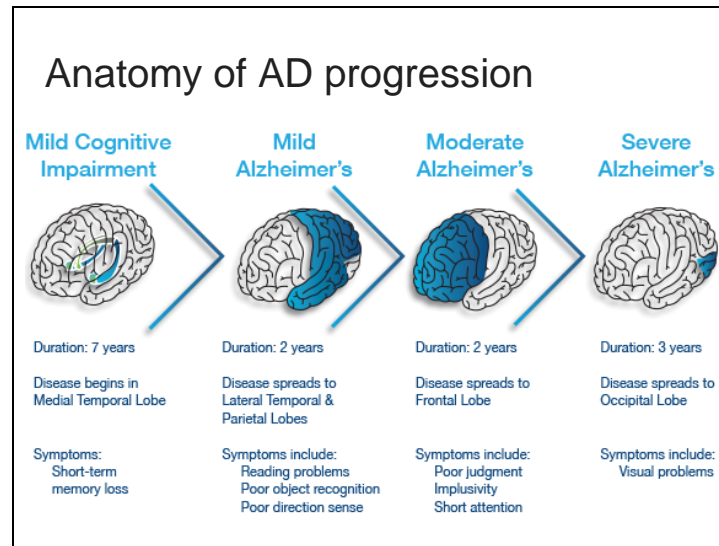 Anatomy of AD progression
Mild Cognitive
Impairment
Duration: 7 years
Disease begins in
Medial Temporal Lobe
Symptoms:
Short-term
memory loss
Mild
Alzheimer's
Duration: 2 years
Disease spreads to
Lateral Temporal &
Parietal Lobes
Symptoms include:
Reading problems
Poor object recognition
Poor direction sense
Moderate
Alzheimer's
Duration: 2 years
Disease spreads to
Frontal Lobe
Symptoms include:
Poor judgment
Implusivity
Short attention
Severe
Alzheimer's
Duration: 3 years
Disease spreads to
Occipital Lobe
Symptoms include:
Visual problems